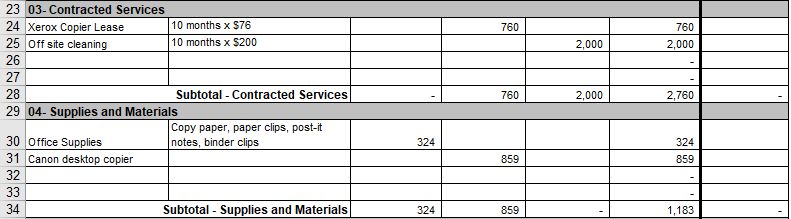 23 03- Contracted Services
24 Xerox Copier Lease 10 months x $76 760 760
25 Off site cleaning 10 months x $200 2,000 2,000
26 -
27 -
28 Subtotal - Contracted Services - 760 2,000 2,760 -
29 04- Supplies and Materials
Copy paper, paper clips, post-it
30 Office Supplies notes, binder clips 324 324
31 Canon desktop copier 859 859
32 -
33 -
34 Subtotal - Supplies and Materials 324 859 - 1,183 -